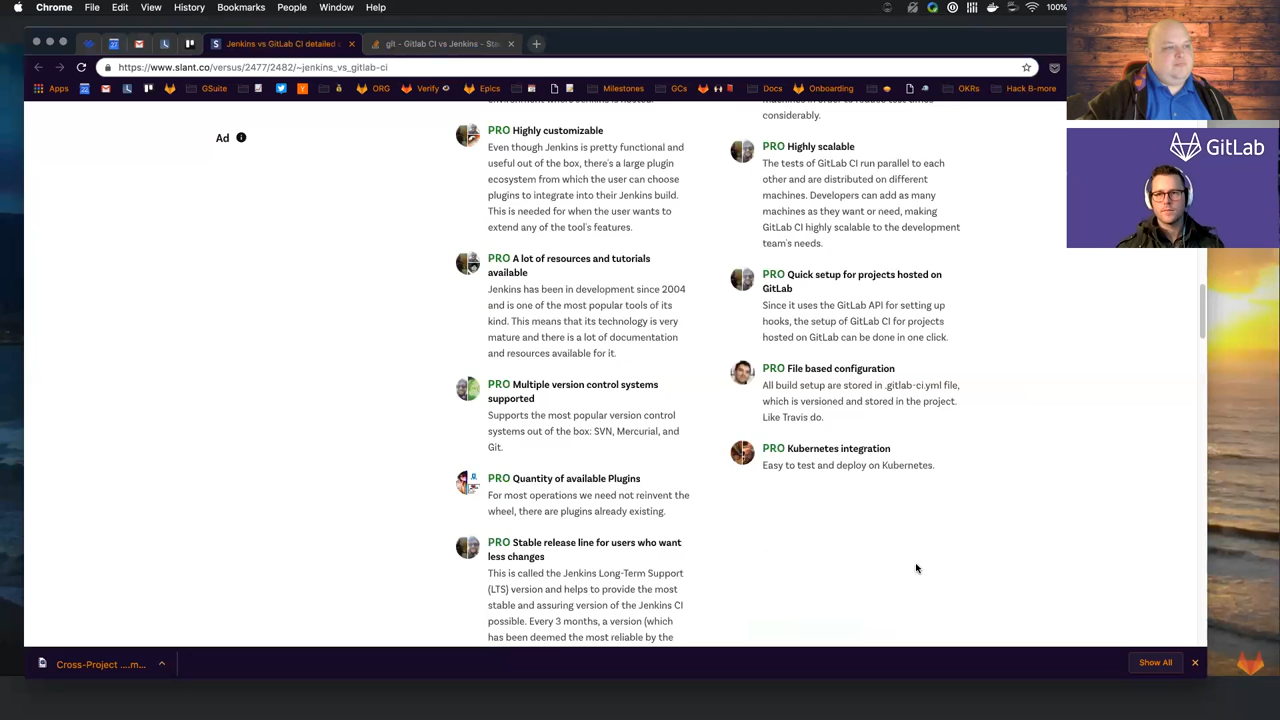 Chrome File Edit View History Bookmarks People Window Help 100%
Jenkins vs GitLab CI detailed c × git - Gitlab CI vs Jenkins - Stac ×
https://www.slant.co/versus/2477/2482/~jenkins_vs_gitlab-ci
Apps GSuite ORG Verify Epics Milestones GCs Docs Onboarding OKRs Hack B-more
GitLab
Ad
environment where Jenkins is hosted.
PRO Highly customizable
Even though Jenkins is pretty functional and
useful out of the box, there's a large plugin
ecosystem from which the user can choose
plugins to integrate into their Jenkins build.
This is needed for when the user wants to
extend any of the tool's features.
PRO A lot of resources and tutorials
available
Jenkins has been in development since 2004
and is one of the most popular tools of its
kind. This means that its technology is very
mature and there is a lot of documentation
and resources available for it.
PRO Multiple version control systems
supported
Supports the most popular version control
systems out of the box: SVN, Mercurial, and
Git.
PRO Quantity of available Plugins
For most operations we need not reinvent the
wheel, there are plugins already existing.
PRO Stable release line for users who want
less changes
This is called the Jenkins Long-Term Support
(LTS) version and helps to provide the most
stable and assuring version of the Jenkins CI
possible. Every 3 months, a version (which
has been deemed the most reliable by the
machines in order to reduce test times
considerably.
PRO Highly scalable
The tests of GitLab CI run parallel to each
other and are distributed on different
machines. Developers can add as many
machines as they want or need, making
GitLab CI highly scalable to the development
team's needs.
PRO Quick setup for projects hosted on
GitLab
Since it uses the GitLab API for setting up
hooks, the setup of GitLab CI for projects
hosted on GitLab can be done in one click.
PRO File based configuration
All build setup are stored in .gitlab-ci.yml file,
which is versioned and stored in the project.
Like Travis do.
PRO Kubernetes integration
Easy to test and deploy on Kubernetes.
Cross-Project ....m...
Show All